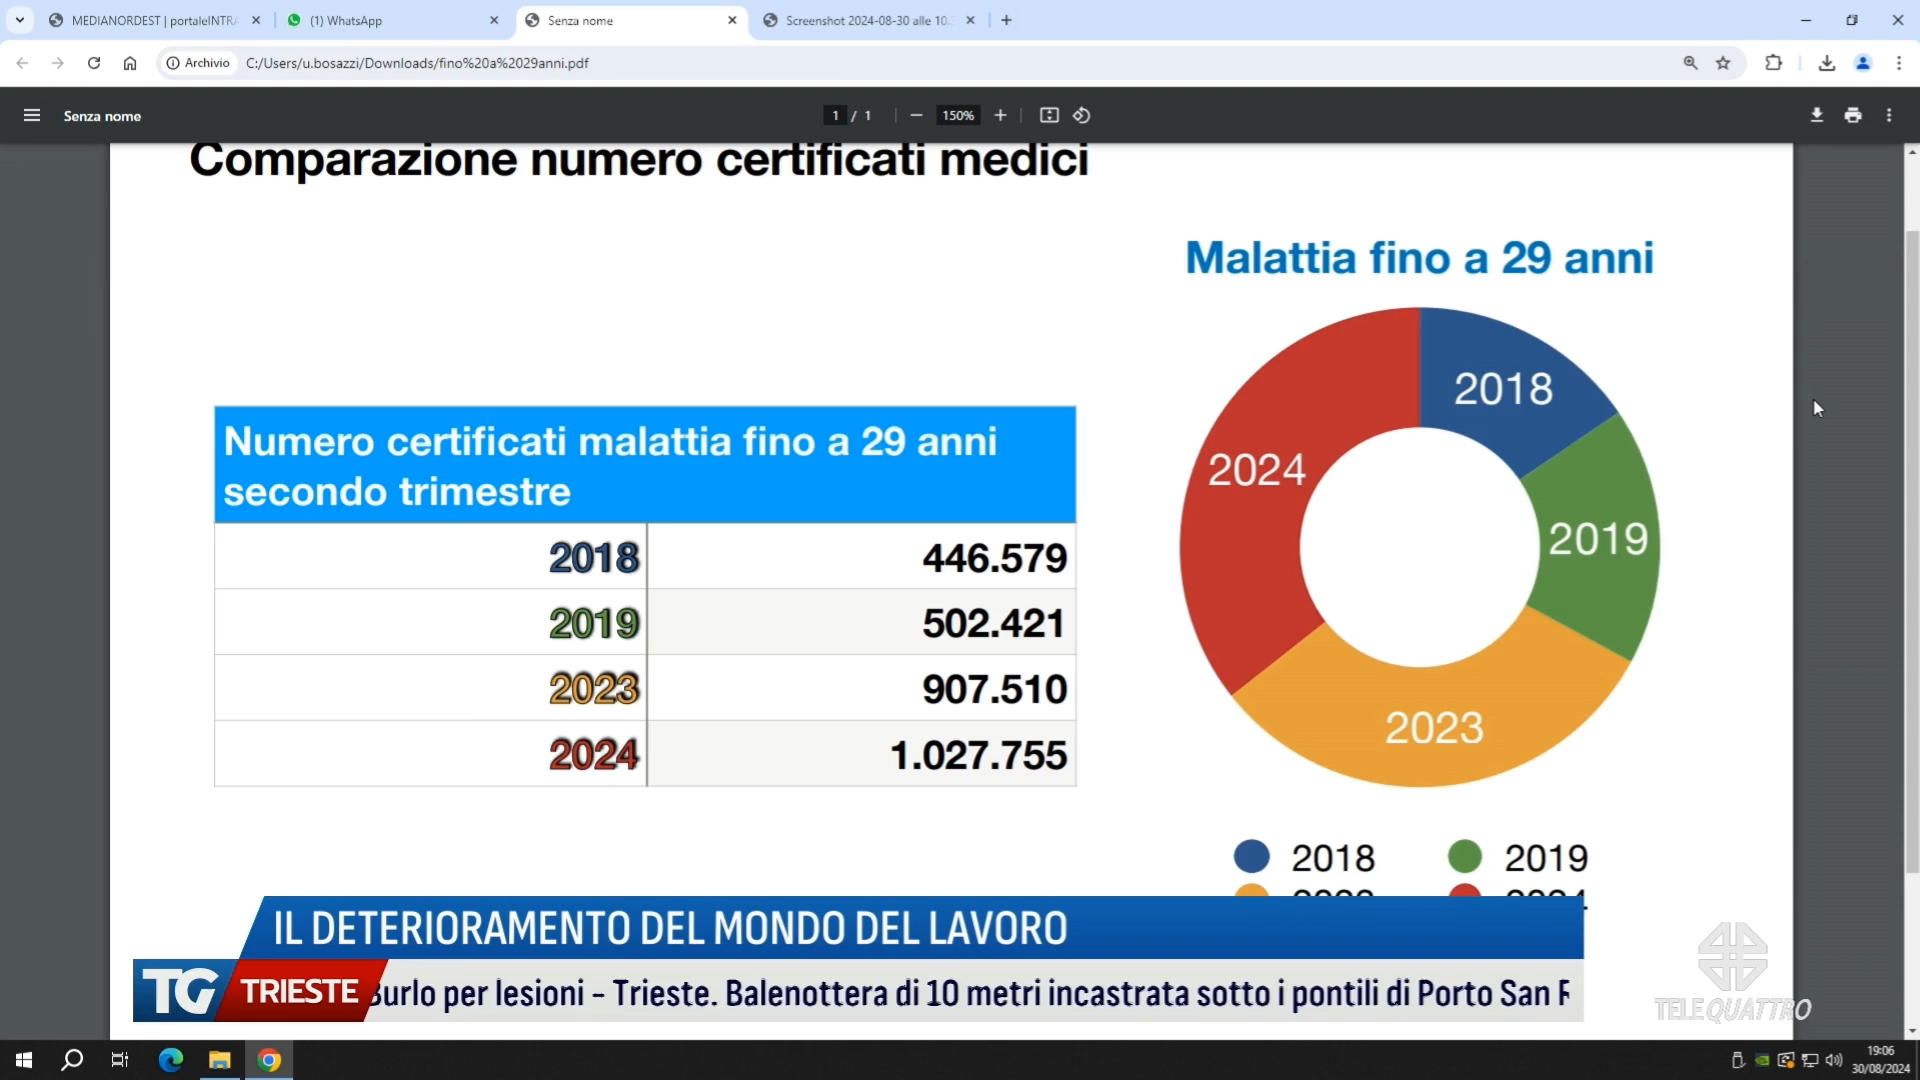 MEDIANORDEST | portaleINTRA
(1) WhatsApp
Senza nome
Screenshot 2024-08-30 alle 10.
Archivio
C:/Users/u.bosazzi/Downloads/fino%20a%2029anni.pdf
Senza nome
1 / 1
150%
Comparazione numero certificati medici
Malattia fino a 29 anni
Numero certificati malattia fino a 29 anni
secondo trimestre
2018 446.579
2019 502.421
2023 907.510
2024 1.027.755
2018
2019
2023
2024
2018 2019
2023 2024
IL DETERIORAMENTO DEL MONDO DEL LAVORO
TG TRIESTE
Burlo per lesioni - Trieste. Balenottera di 10 metri incastrata sotto i pontili di Porto San
TELEQUATTRO
19:06
30/08/2024